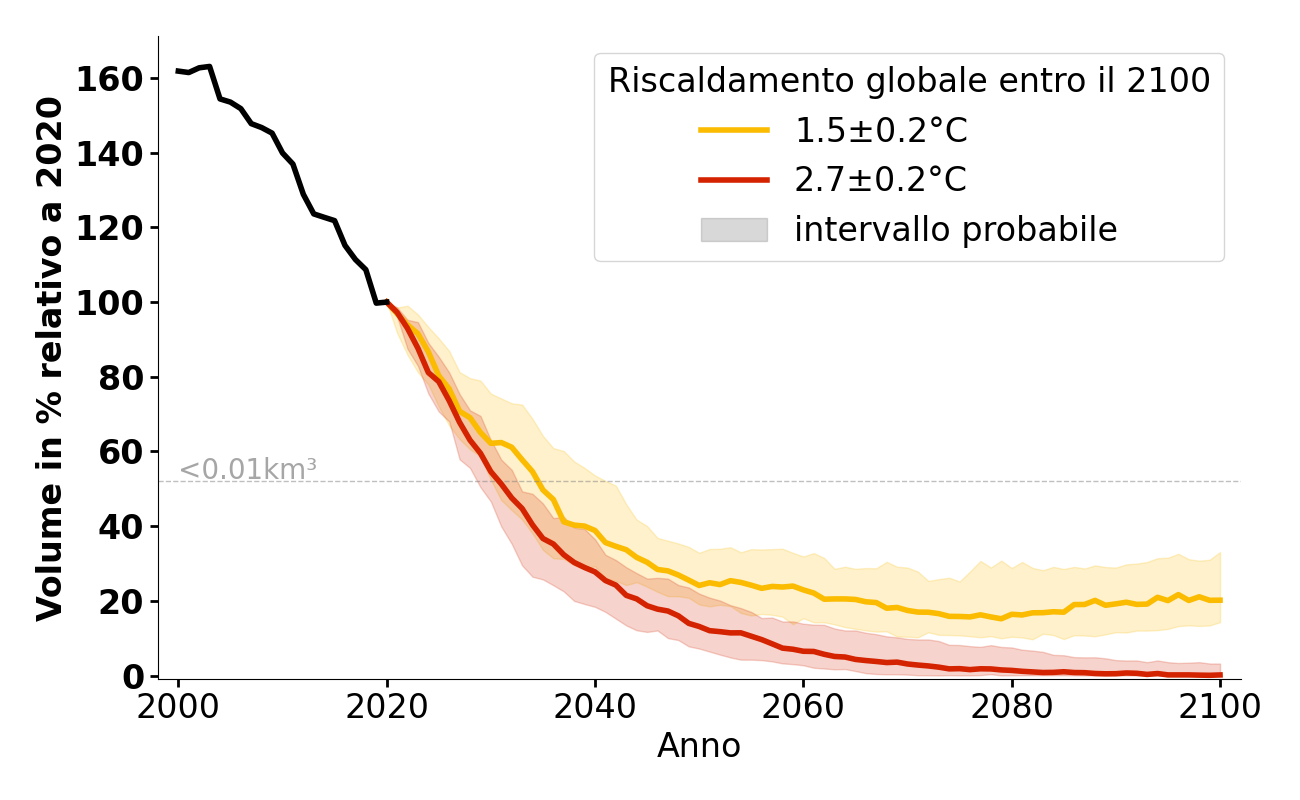 Volume in % relativo a 2020
160
140
120
100
80
60
40
20
0
<0.01km³
Riscaldamento globale entro il 2100
1.5±0.2°C
2.7±0.2°C
intervallo probabile
2000 2020 2040 2060 2080 2100
Anno